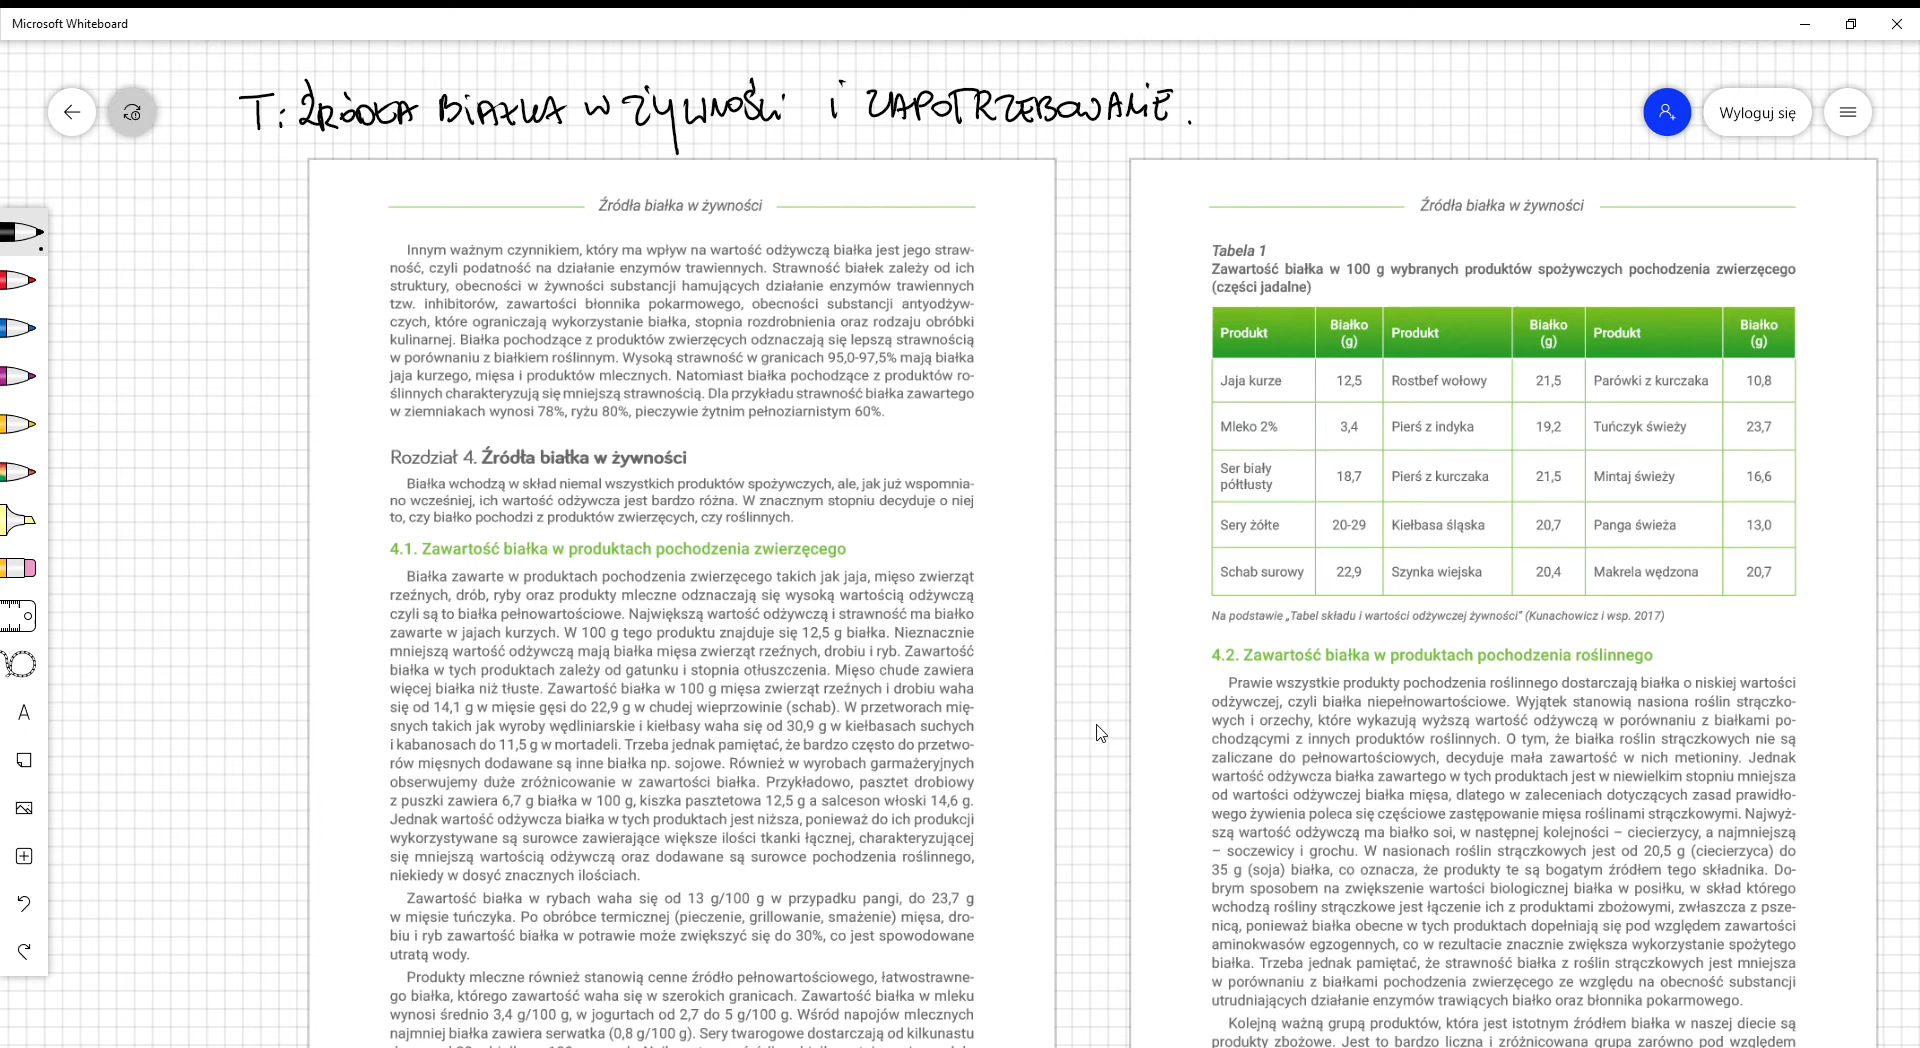 Microsoft Whiteboard
T: ŹRÓDŁA BIAŁKA W ŻYWNOŚCI I ZAPOTRZEBOWANIE.
Wyloguj się
Źródła białka w żywności
Innym ważnym czynnikiem, który ma wpływ na wartość odżywczą białka jest jego straw-
ność, czyli podatność na działanie enzymów trawiennych. Strawność białek zależy od ich
struktury, obecności w żywności substancji hamujących działanie enzymów trawiennych
tzw. inhibitorów, zawartości błonnika pokarmowego, obecności substancji antyodżyw-
czych, które ograniczają wykorzystanie białka, stopnia rozdrobnienia oraz rodzaju obróbki
kulinarnej. Białka pochodzące z produktów zwierzęcych odznaczają się lepszą strawnością
w porównaniu z białkiem roślinnym. Wysoką strawność w granicach 95,0-97,5% mają białka
jaja kurzego, mięsa i produktów mlecznych. Natomiast białka pochodzące z produktów ro-
ślinnych charakteryzują się mniejszą strawnością. Dla przykładu strawność białka zawartego
w ziemniakach wynosi 78%, ryżu 80%, pieczywie żytnim pełnoziarnistym 60%.
Rozdział 4. Źródła białka w żywności
Białka wchodzą w skład niemal wszystkich produktów spożywczych, ale, jak już wspomnia-
no wcześniej, ich wartość odżywcza jest bardzo różna. W znacznym stopniu decyduje o niej
to, czy białko pochodzi z produktów zwierzęcych, czy roślinnych.
4.1. Zawartość białka w produktach pochodzenia zwierzęcego
Białka zawarte w produktach pochodzenia zwierzęcego takich jak jaja, mięso zwierząt
rzeźnych, drób, ryby oraz produkty mleczne odznaczają się wysoką wartością odżywczą
czyli są to białka pełnowartościowe. Największą wartość odżywczą i strawność ma białko
zawarte w jajach kurzych. W 100 g tego produktu znajduje się 12,5 g białka. Nieznacznie
mniejszą wartość odżywczą mają białka mięsa zwierząt rzeźnych, drobiu i ryb. Zawartość
białka w tych produktach zależy od gatunku i stopnia otłuszczenia. Mięso chude zawiera
więcej białka niż tłuste. Zawartość białka w 100 g mięsa zwierząt rzeźnych i drobiu waha
się od 14,1 g w mięsie gęsi do 22,9 g w chudej wieprzowinie (schab). W przetworach mię-
snych takich jak wyroby wędliniarskie i kiełbasy waha się od 30,9 g w kiełbasach suchych
i kabanosach do 11,5 g w mortadeli. Trzeba jednak pamiętać, że bardzo często do przetwo-
rów mięsnych dodawane są inne białka np. sojowe. Również w wyrobach garmażeryjnych
obserwujemy duże zróżnicowanie w zawartości białka. Przykładowo, pasztet drobiowy
z puszki zawiera 6,7 g białka w 100 g, kiszka pasztetowa 12,5 g a salceson włoski 14,6 g.
Jednak wartość odżywcza białka w tych produktach jest niższa, ponieważ do ich produkcji
wykorzystywane są surowce zawierające większe ilości tkanki łącznej, charakteryzującej
się mniejszą wartością odżywczą oraz dodawane są surowce pochodzenia roślinnego,
niekiedy w dosyć znacznych ilościach.
Zawartość białka w rybach waha się od 13 g/100 g w przypadku pangi, do 23,7 g
w mięsie tuńczyka. Po obróbce termicznej (pieczenie, grillowanie, smażenie) mięsa, dro-
biu i ryb zawartość białka w potrawie może zwiększyć się do 30%, co jest spowodowane
utratą wody.
Produkty mleczne również stanowią cenne źródło pełnowartościowego, łatwostrawne-
go białka, którego zawartość waha się w szerokich granicach. Zawartość białka w mleku
wynosi średnio 3,4 g/100 g, w jogurtach od 2,7 do 5 g/100 g. Wśród napojów mlecznych
najmniej białka zawiera serwatka (0,8 g/100 g). Sery twarogowe dostarczają od kilkunastu
Źródła białka w żywności
Tabela 1
Zawartość białka w 100 g wybranych produktów spożywczych pochodzenia zwierzęcego
(części jadalne)
Produkt Białko (g) Produkt Białko (g) Produkt Białko (g)
Jaja kurze 12,5 Rostbef wołowy 21,5 Parówki z kurczaka 10,8
Mleko 2% 3,4 Pierś z indyka 19,2 Tuńczyk świeży 23,7
Ser biały półtłusty 18,7 Pierś z kurczaka 21,5 Mintaj świeży 16,6
Sery żółte 20-29 Kiełbasa śląska 20,7 Panga świeża 13,0
Schab surowy 22,9 Szynka wiejska 20,4 Makrela wędzona 20,7
Na podstawie „Tabel składu i wartości odżywczej żywności” (Kunachowicz i wsp. 2017)
4.2. Zawartość białka w produktach pochodzenia roślinnego
Prawie wszystkie produkty pochodzenia roślinnego dostarczają białka o niskiej wartości
odżywczej, czyli białka niepełnowartościowe. Wyjątek stanowią nasiona roślin strączko-
wych i orzechy, które wykazują wyższą wartość odżywczą w porównaniu z białkami po-
chodzącymi z innych produktów roślinnych. O tym, że białka roślin strączkowych nie są
zaliczane do pełnowartościowych, decyduje mała zawartość w nich metioniny. Jednak
wartość odżywcza białka zawartego w tych produktach jest w niewielkim stopniu mniejsza
od wartości odżywczej białka mięsa, dlatego w zaleceniach dotyczących zasad prawidło-
wego żywienia poleca się częściowe zastępowanie mięsa roślinami strączkowymi. Najwyż-
szą wartość odżywczą ma białko soi, w następnej kolejności – ciecierzycy, a najmniejszą
– soczewicy i grochu. W nasionach roślin strączkowych jest od 20,5 g (ciecierzyca) do
35 g (soja) białka, co oznacza, że produkty te są bogatym źródłem tego składnika. Do-
brym sposobem na zwiększenie wartości biologicznej białka w posiłku, w skład którego
wchodzą rośliny strączkowe jest łączenie ich z produktami zbożowymi, zwłaszcza z psze-
nicą, ponieważ białka obecne w tych produktach dopełniają się pod względem zawartości
aminokwasów egzogennych, co w rezultacie znacznie zwiększa wykorzystanie spożytego
białka. Trzeba jednak pamiętać, że strawność białka z roślin strączkowych jest mniejsza
w porównaniu z białkami pochodzenia zwierzęcego ze względu na obecność substancji
utrudniających działanie enzymów trawiących białko oraz błonnika pokarmowego.
Kolejną ważną grupą produktów, która jest istotnym źródłem białka w naszej diecie są
produkty zbożowe. Jest to bardzo liczna i zróżnicowana grupa zarówno pod względem